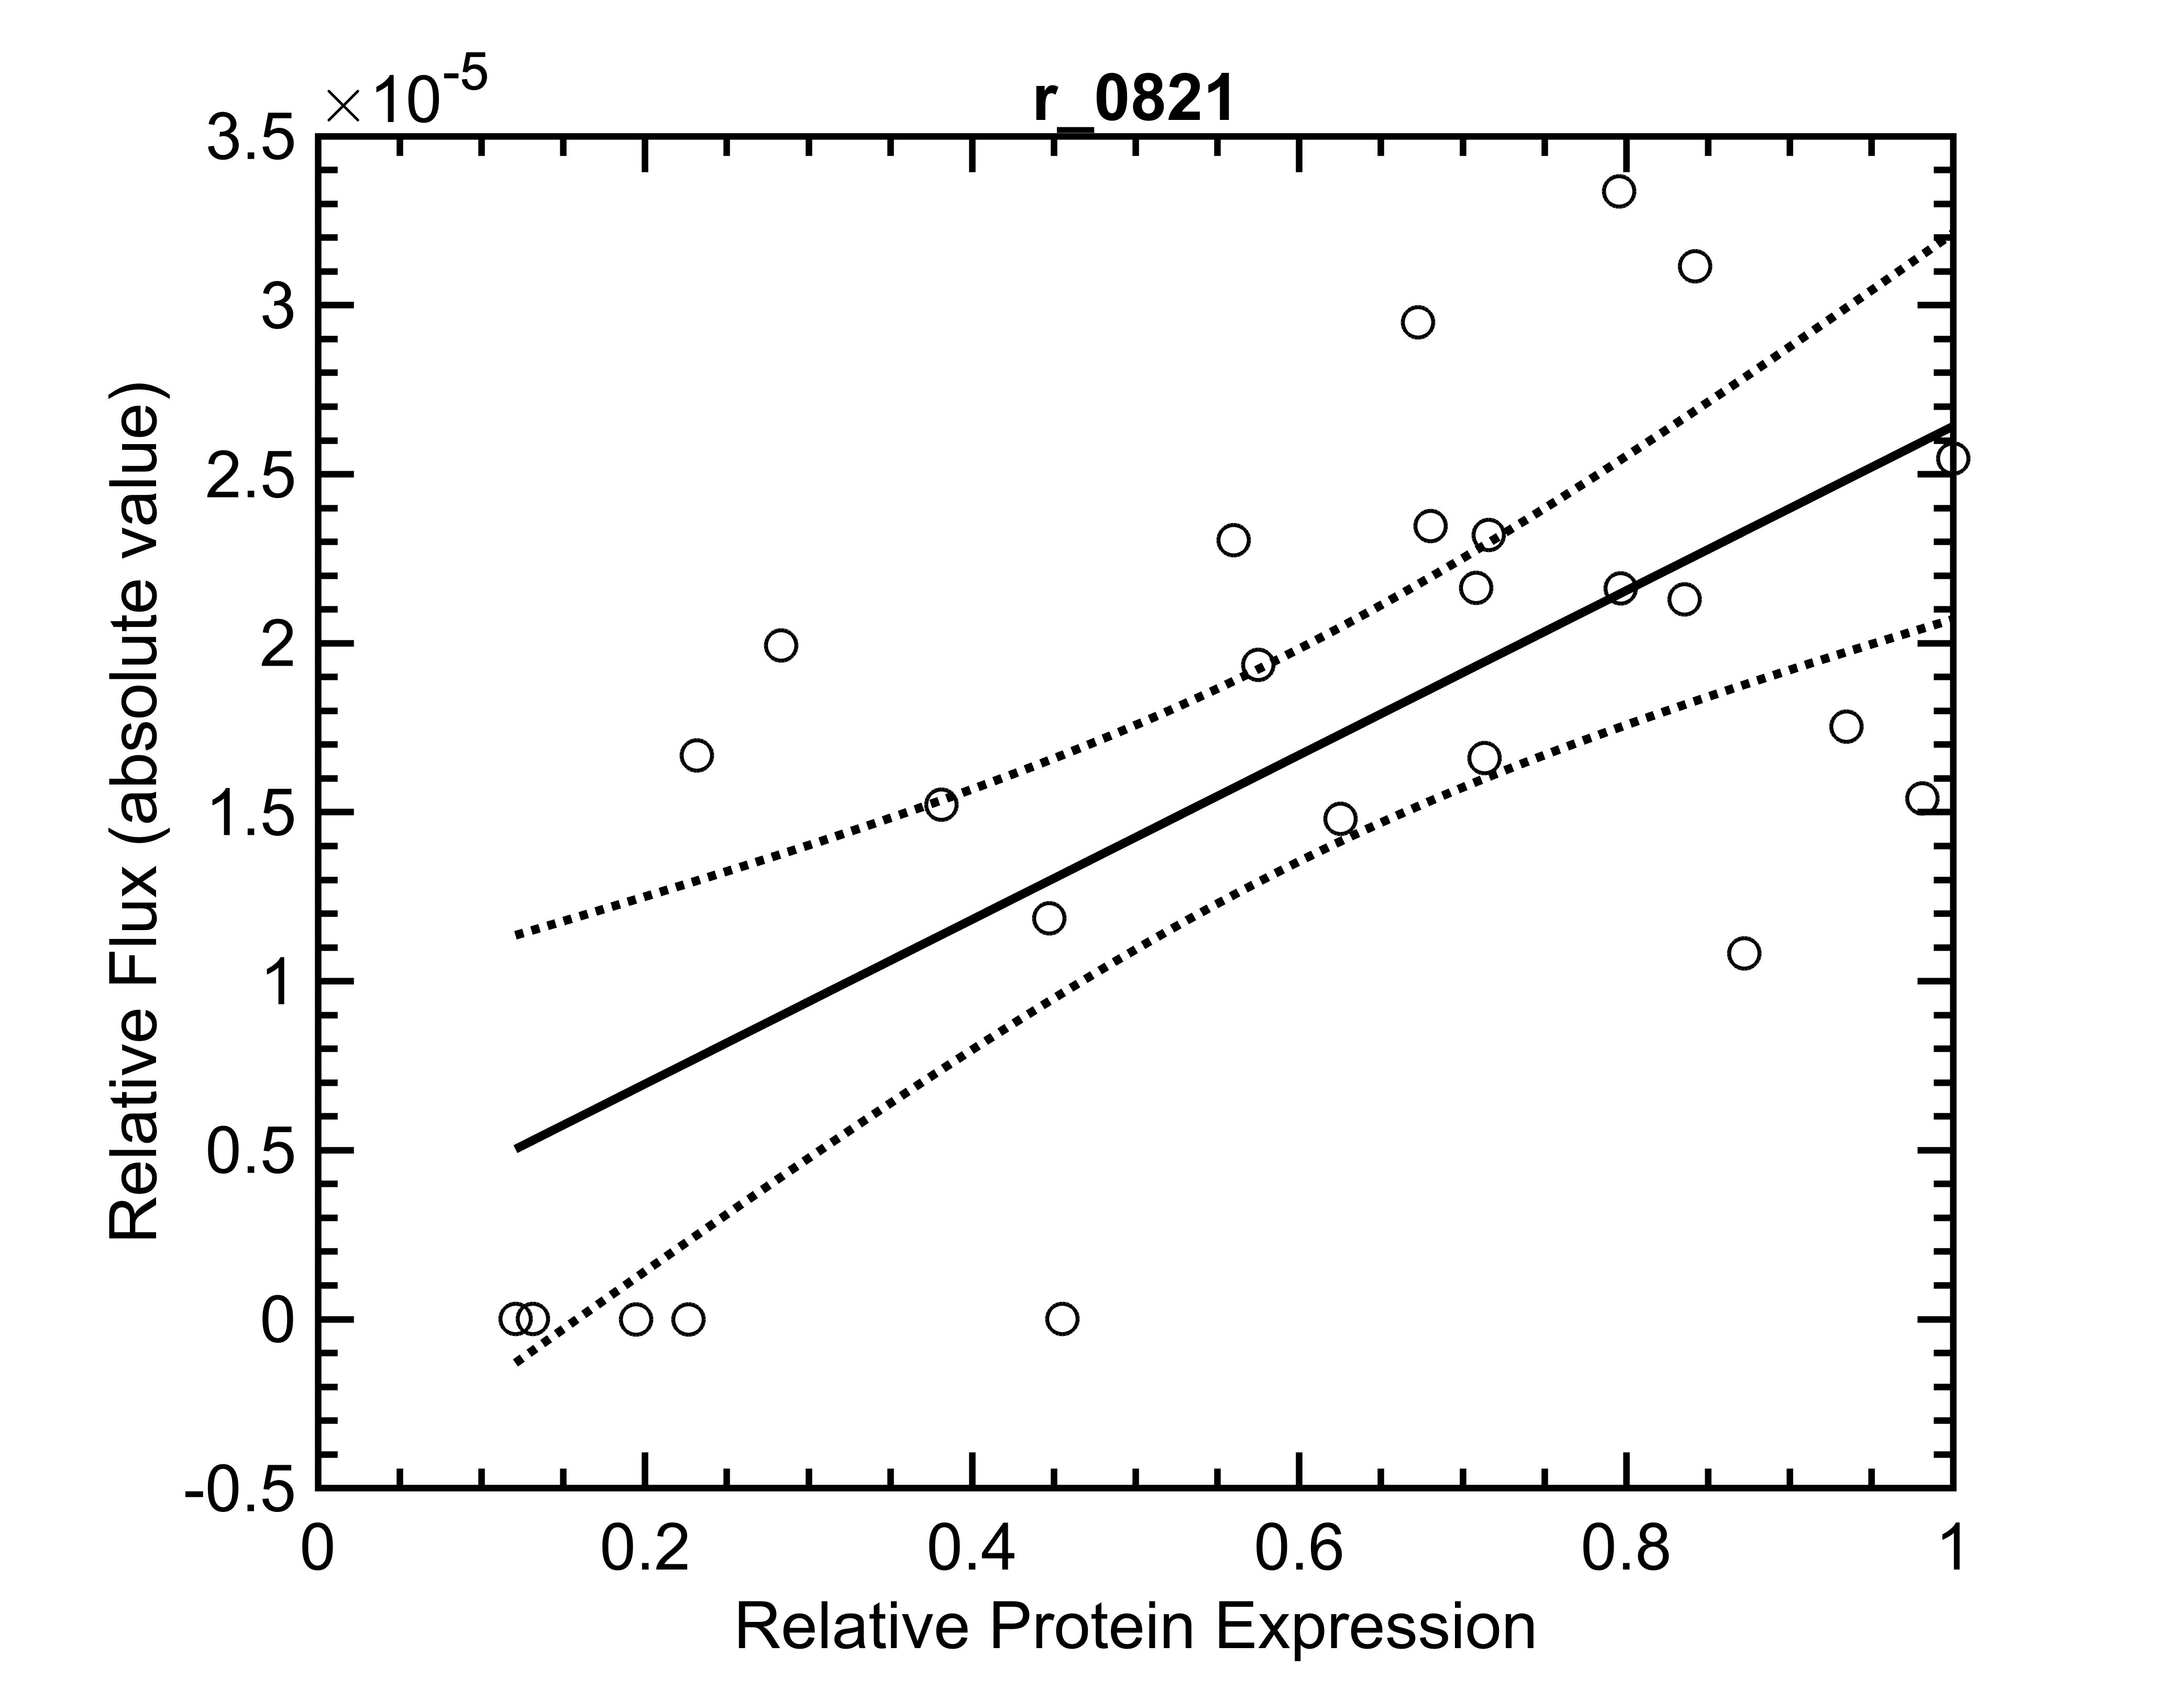 ×10-5
r_0821
3.5
3
2.5
2
1.5
1
0.5
0
-0.5
0 0.2 0.4 0.6 0.8 1
Relative Protein Expression
Relative Flux (absolute value)